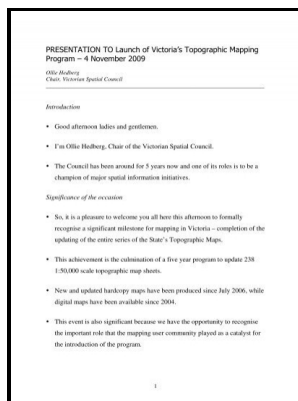 PRESENTATION TO Launch of Victoria's Topographic Mapping
Program – 4 November 2009
Ollie Hedberg
Chair, Victorian Spatial Council
Introduction
• Good afternoon ladies and gentlemen.
• I'm Ollie Hedberg, Chair of the Victorian Spatial Council.
• The Council has been around for 5 years now and one of its roles is to be a
champion of major spatial information initiatives.
Significance of the occasion
• So, it is a pleasure to welcome you all here this afternoon to formally
recognise a significant milestone for mapping in Victoria – completion of the
updating of the entire series of the State's Topographic Maps.
• This achievement is the culmination of a five year program to update 238
1:50,000 scale topographic map sheets.
• New and updated hardcopy maps have been produced since July 2006, while
digital maps have been available since 2004.
• This event is also significant because we have the opportunity to recognise
the important role that the mapping user community played as a catalyst for
the introduction of the program.
1